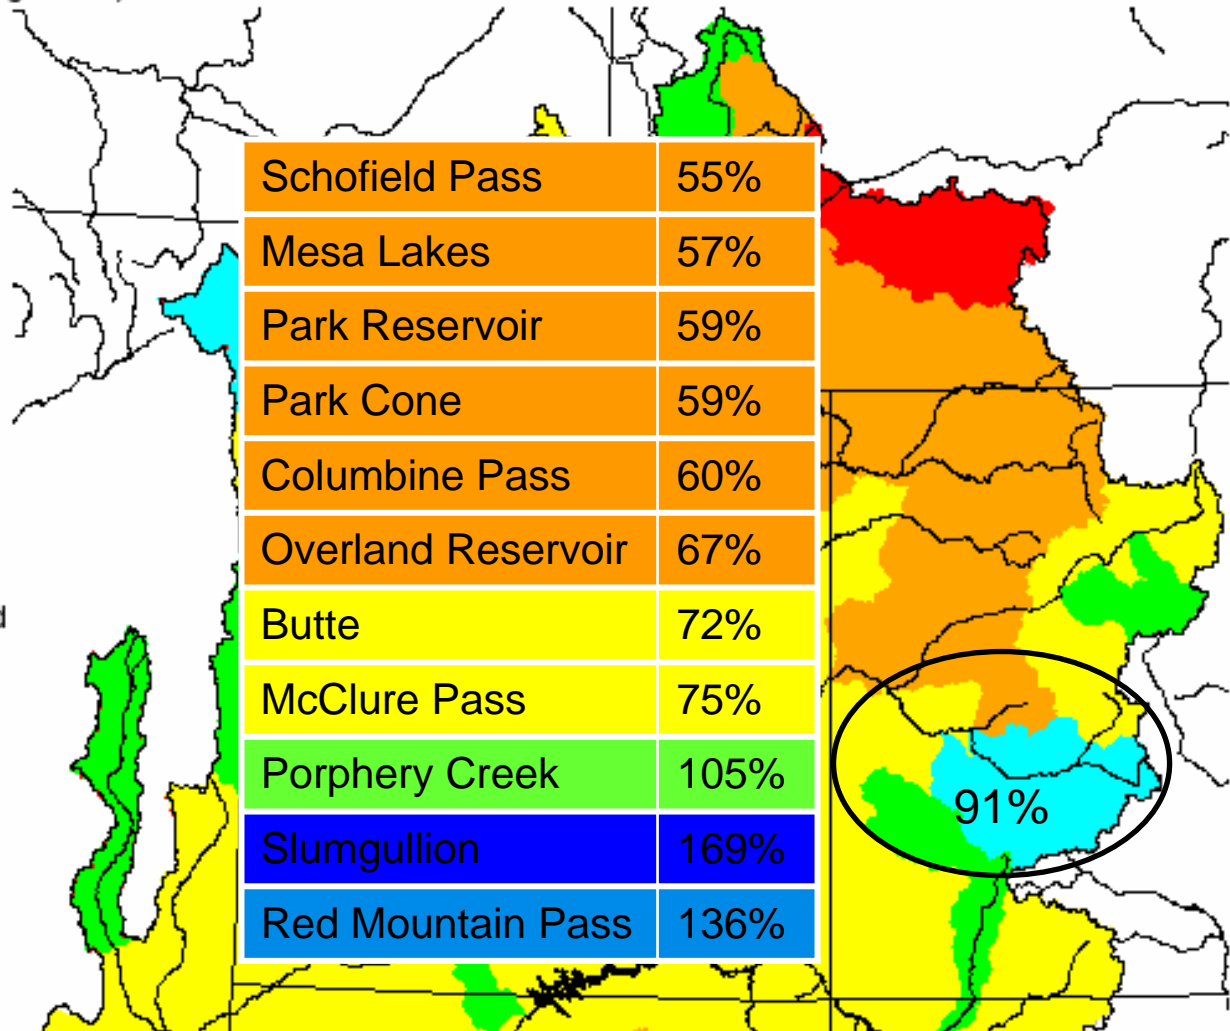 Schofield Pass 55%
Mesa Lakes 57%
Park Reservoir 59%
Park Cone 59%
Columbine Pass 60%
Overland Reservoir 67%
Butte 72%
McClure Pass 75%
Porphery Creek 105%
Slumgullion 169%
Red Mountain Pass 136%
91%